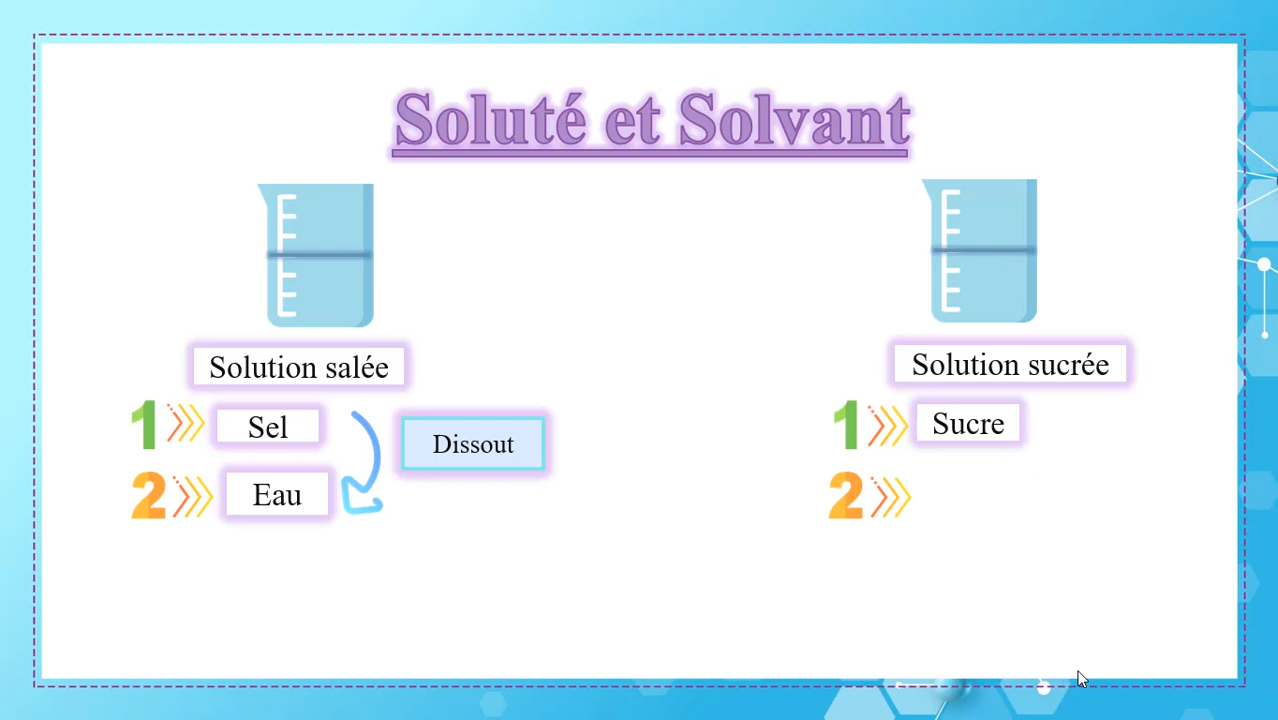 Soluté et Solvant
Solution salée
1 Sel
Dissout
2 Eau
Solution sucrée
1 Sucre
2